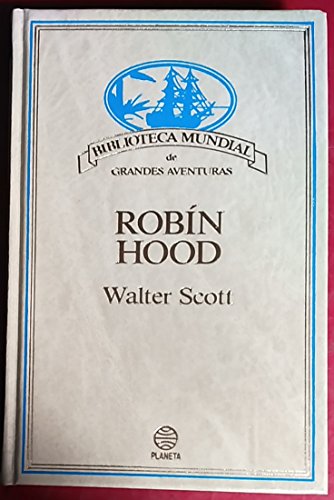 BIBLIOTECA MUNDIAL
de
GRANDES AVENTURAS
ROBÍN
HOOD
Walter Scott
PLANETA